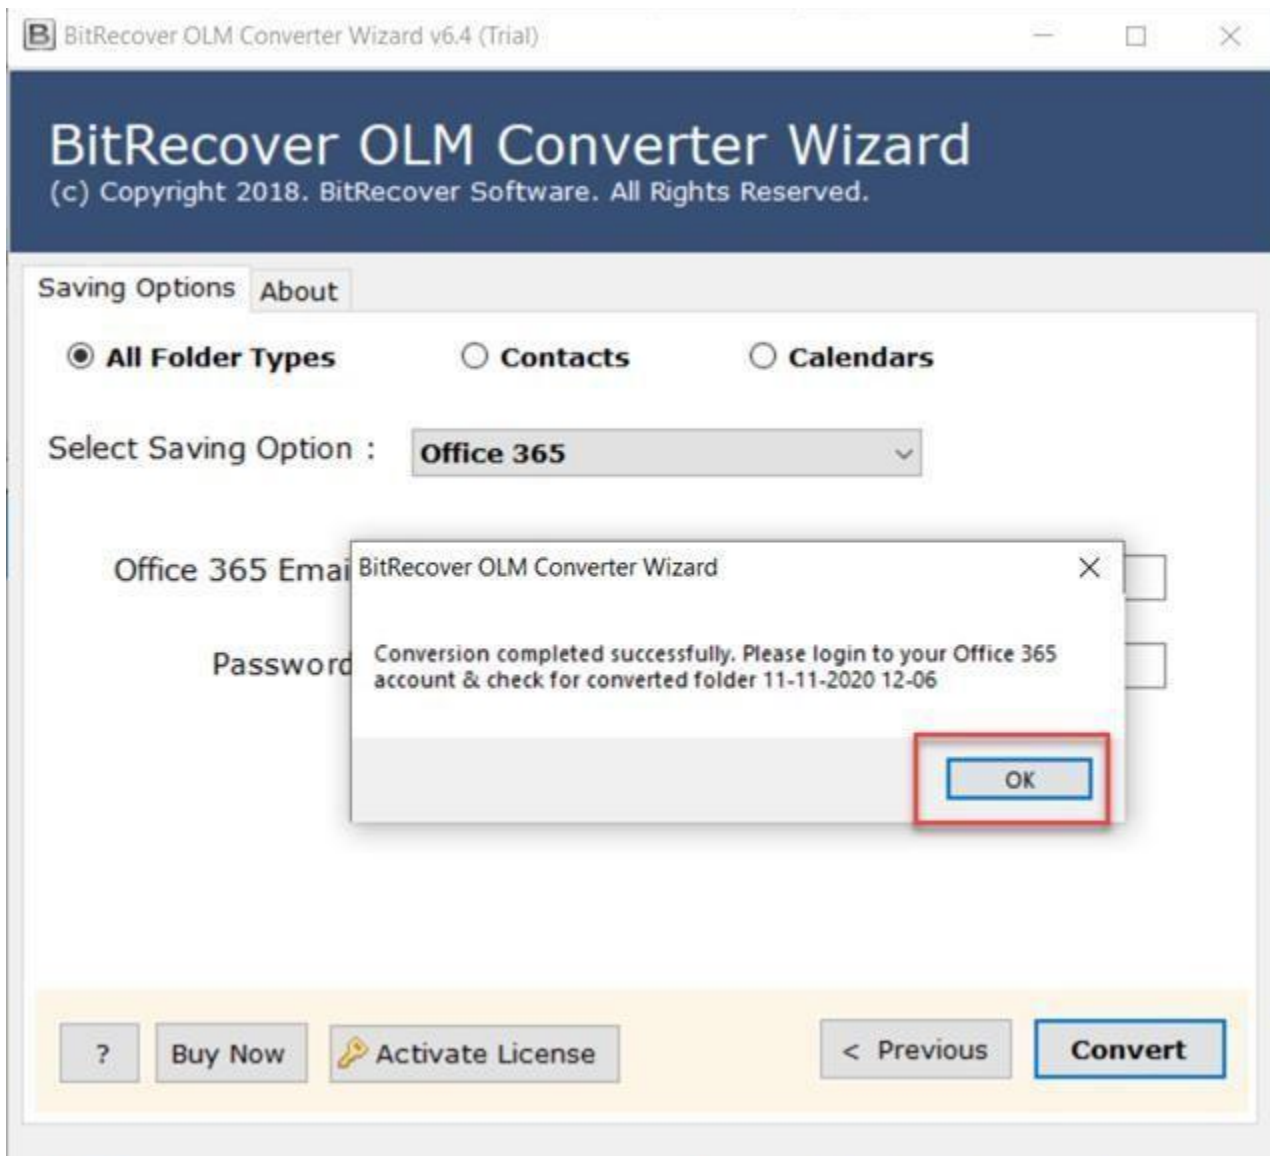 BitRecover OLM Converter Wizard v6.4 (Trial)
BitRecover OLM Converter Wizard
(c) Copyright 2018. BitRecover Software. All Rights Reserved.
Saving Options About
All Folder Types Contacts Calendars
Select Saving Option : Office 365
Office 365 Emai
BitRecover OLM Converter Wizard
Password
Conversion completed successfully. Please login to your Office 365
account & check for converted folder 11-11-2020 12-06
OK
? Buy Now Activate License < Previous Convert